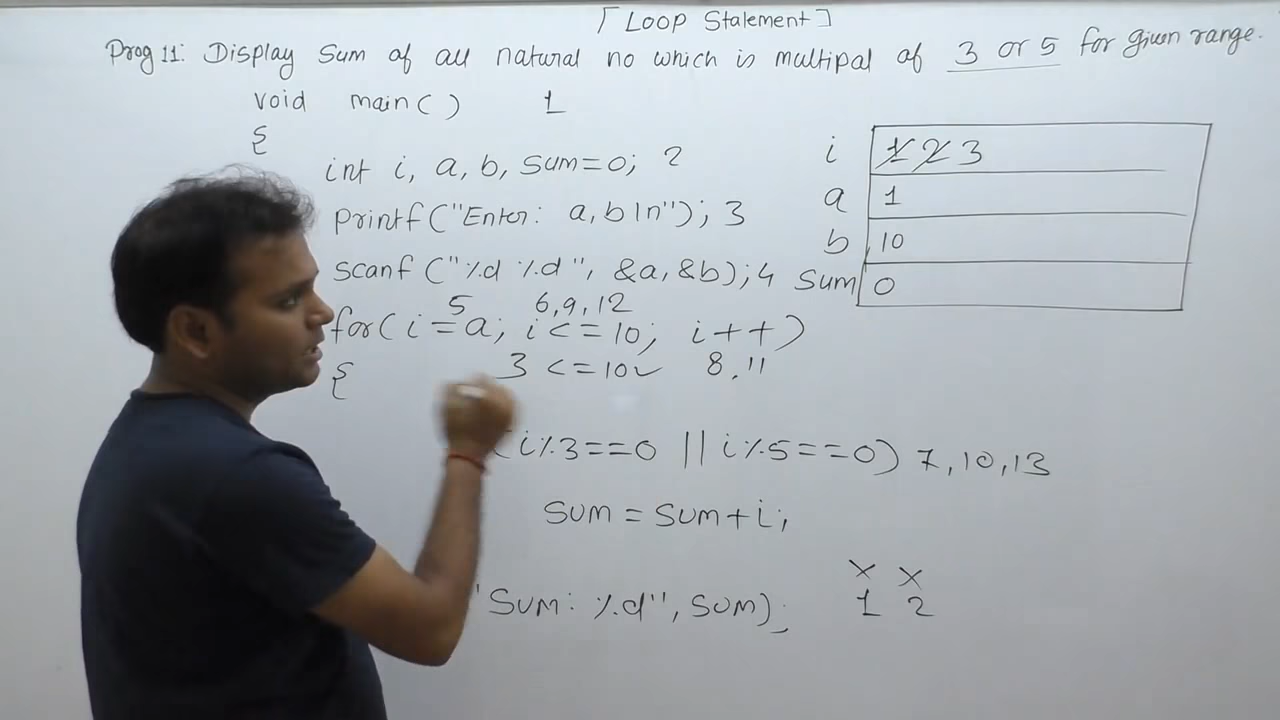 [Loop Statement]
Prog 11: Display Sum of all natural no which is multipal of 3 or 5 for given range.
void main( ) 1
{
int i, a, b, sum=0; 2
printf("Enter: a,b\n"); 3
scanf ("%d %d", &a, &b); 4
5 6,9,12
for( i=a; i<=10; i++)
{ 3 <=10✓ 8,11
(i%3==0 || i%5==0) 7,10,13
sum = sum+i;
"Sum: %d", sum);
i 1 2 3
a 1
b 10
sum 0
× ×
1 2